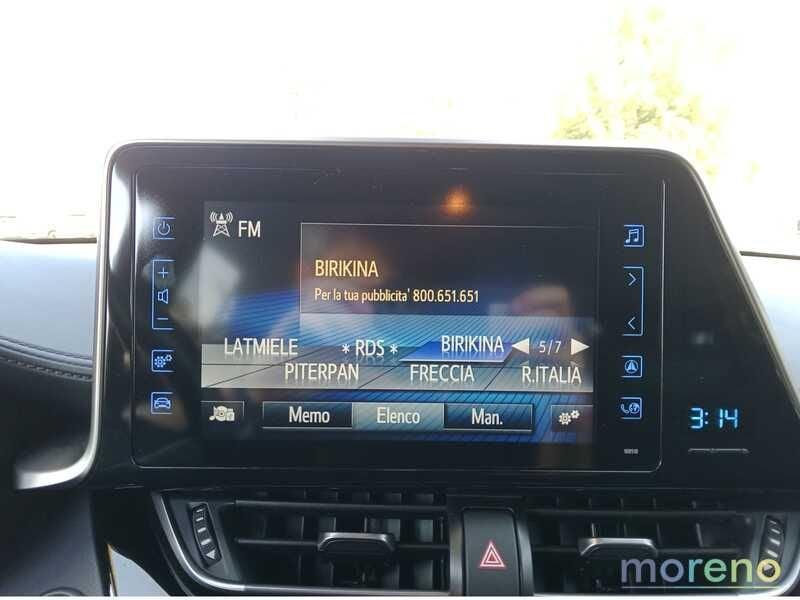 FM
BIRIKINA
Per la tua pubblicita' 800.651.651
LATMIELE * RDS * BIRIKINA 5/7
PITERPAN FRECCIA R.ITALIA
Memo Elenco Man.
3:14
moreno